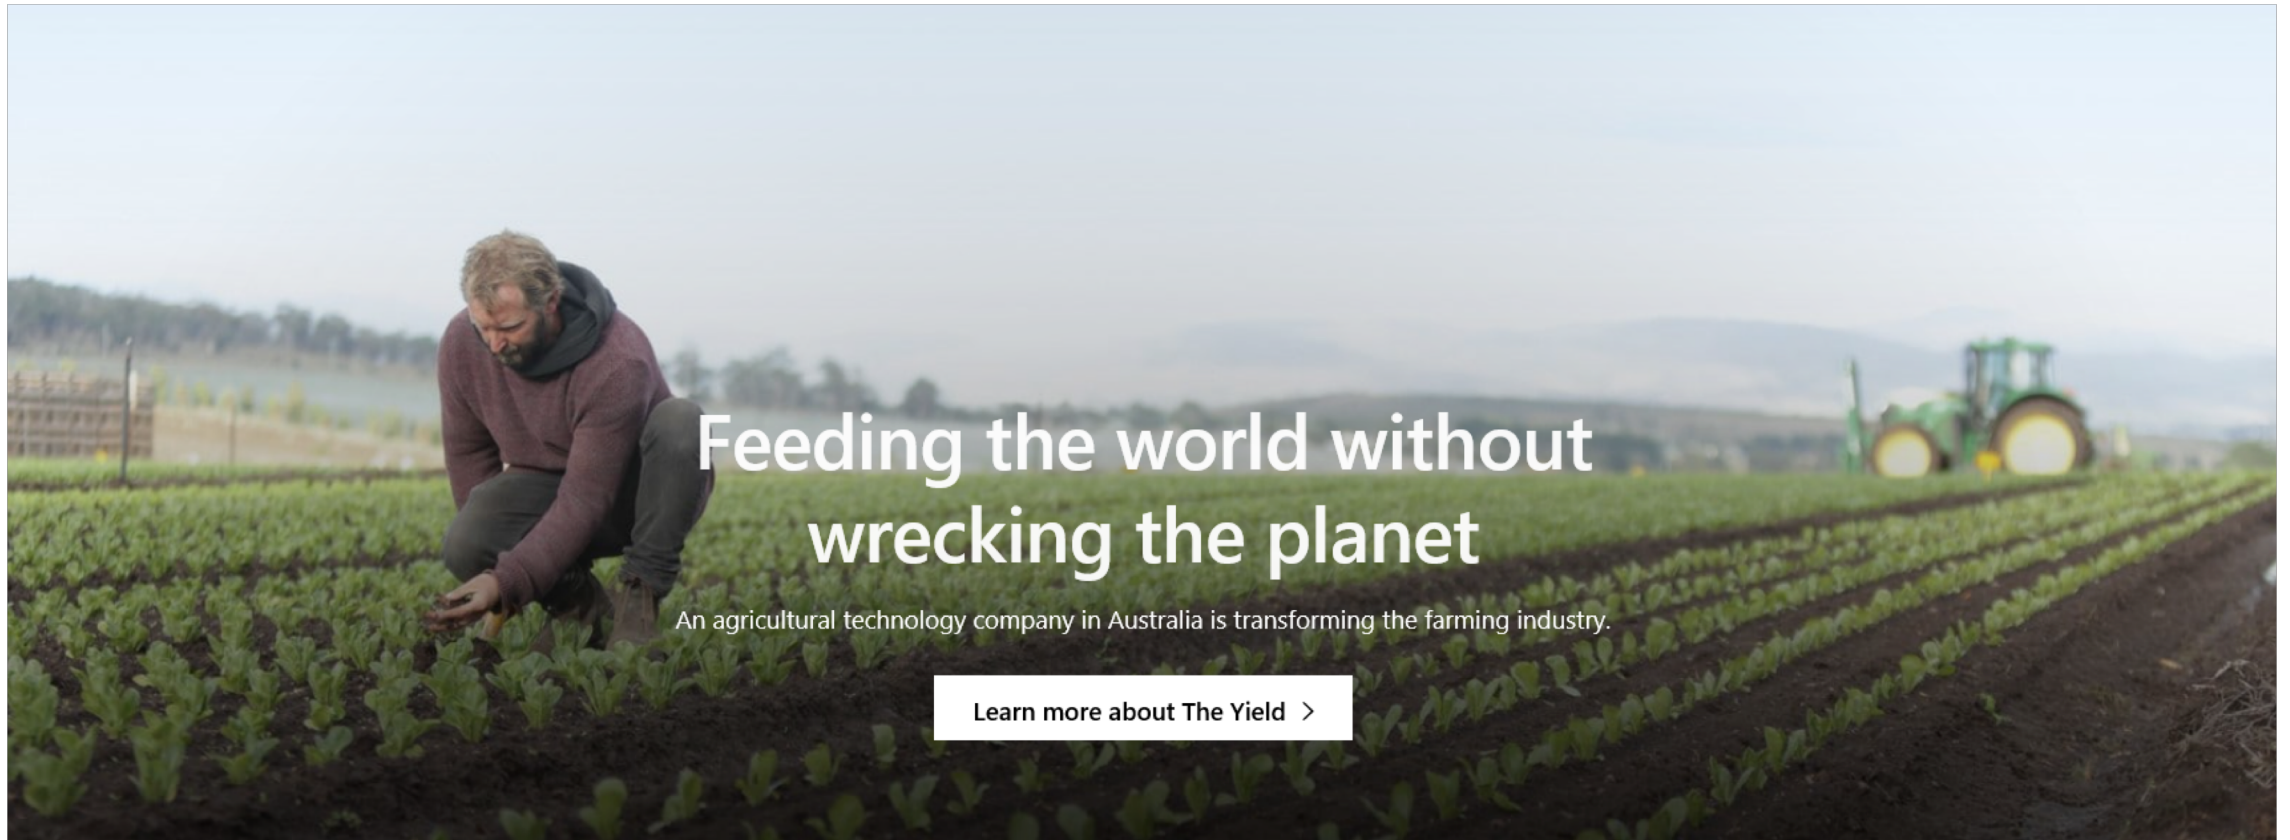 Feeding the world without
wrecking the planet
An agricultural technology company in Australia is transforming the farming industry.
Learn more about The Yield